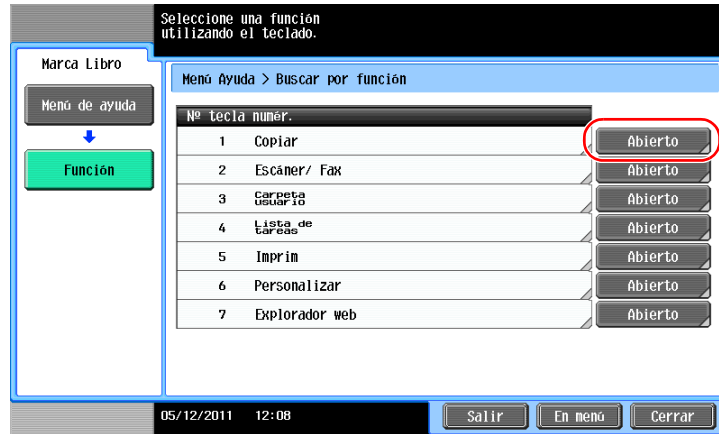 Seleccione una función
utilizando el teclado.
Marca Libro
Menú Ayuda > Buscar por función
Menú de ayuda
Función
Nº tecla numér.
1 Copiar Abierto
2 Escáner/ Fax Abierto
3 Carpeta usuario Abierto
4 Lista de tareas Abierto
5 Imprim Abierto
6 Personalizar Abierto
7 Explorador web Abierto
05/12/2011 12:08 Salir En menú Cerrar